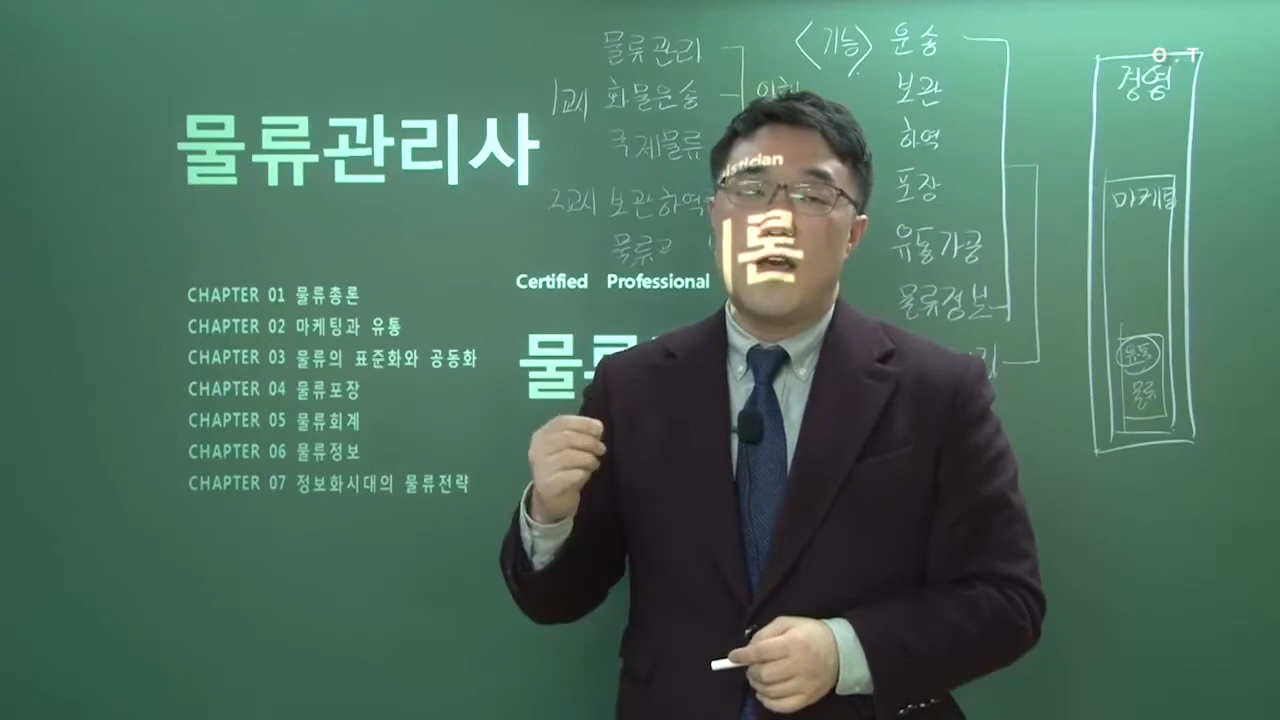 O.T
물류관리사
CHAPTER 01 물류총론
CHAPTER 02 마케팅과 유통
CHAPTER 03 물류의 표준화와 공동화
CHAPTER 04 물류포장
CHAPTER 05 물류회계
CHAPTER 06 물류정보
CHAPTER 07 정보화시대의 물류전략
Certified Professional
물류
론
물류관리
1교시 화물운송
국제물류
2교시 보관하역
물류
〈기능〉 운송
보관
하역
포장
유통가공
물류정보
경영
마케팅
유통
물류